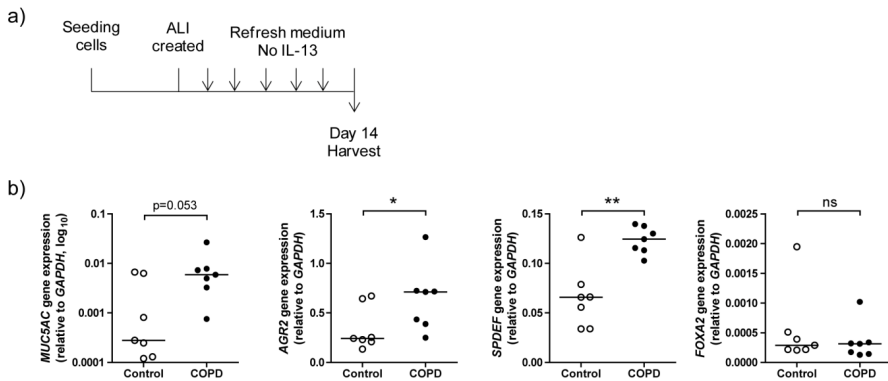 a)
Seeding
cells
ALI
created
Refresh medium
No IL-13
Day 14
Harvest
b)
MUC5AC gene expression
(relative to GAPDH, log10)
0.1
0.01
0.001
0.0001
p=0.053
Control
COPD
AGR2 gene expression
(relative to GAPDH)
1.5
1.0
0.5
0.0
*
Control
COPD
SPDEF gene expression
(relative to GAPDH)
0.15
0.10
0.05
0.00
**
Control
COPD
FOXA2 gene expression
(relative to GAPDH)
0.0025
0.0020
0.0015
0.0010
0.0005
0.0000
ns
Control
COPD